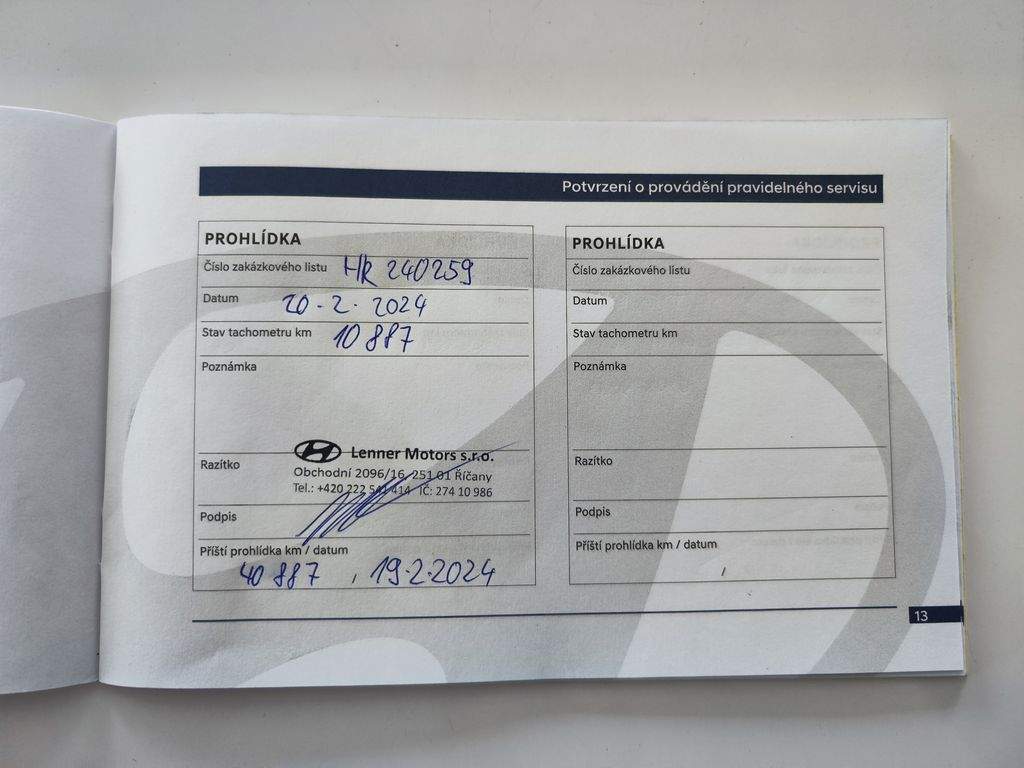 Potvrzení o provádění pravidelného servisu
PROHLÍDKA
Číslo zakázkového listu HR 240259
Datum 20-2-2024
Stav tachometru km 10 887
Poznámka
Lenner Motors s.r.o.
Obchodní 2096/16, 251 01 Říčany
Razítko
Tel.: +420 222 541 414 IČ: 274 10 986
Podpis
Příští prohlídka km / datum
40 887 , 19.2.2024
PROHLÍDKA
Číslo zakázkového listu
Datum
Stav tachometru km
Poznámka
Razítko
Podpis
Příští prohlídka km / datum
/
13